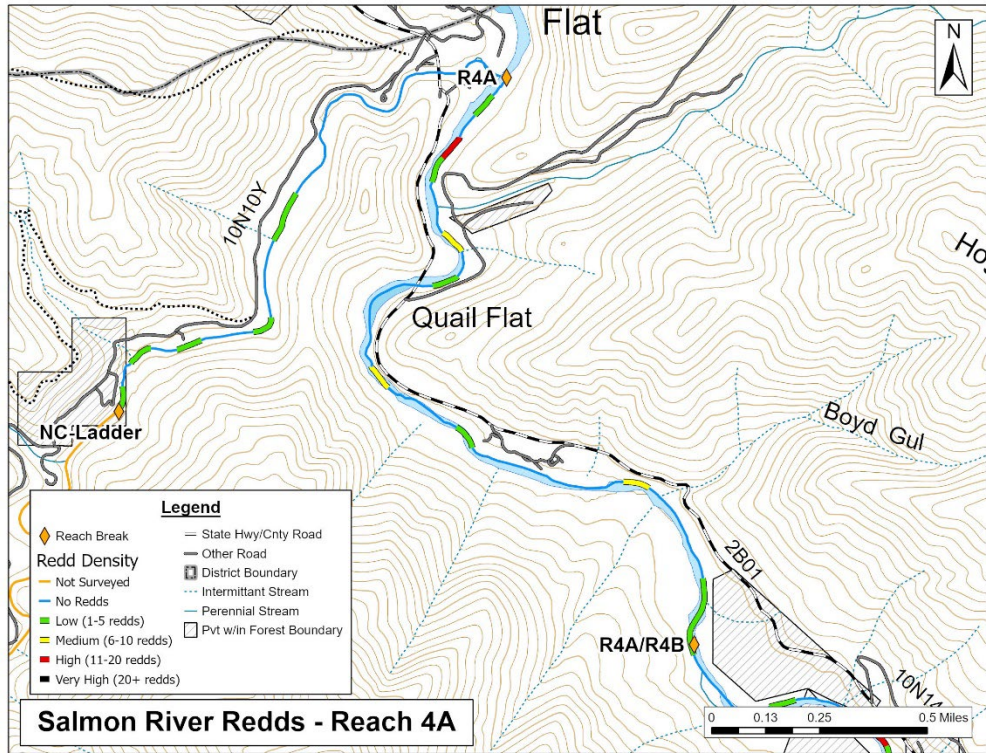 Flat
N
R4A
10N10Y
Hog
Quail Flat
Boyd Gul
NC-Ladder
2B01
R4A/R4B
10N14
Legend
Reach Break
Redd Density
Not Surveyed
No Redds
Low (1-5 redds)
Medium (6-10 redds)
High (11-20 redds)
Very High (20+ redds)
State Hwy/Cnty Road
Other Road
District Boundary
Intermittant Stream
Perennial Stream
Pvt w/in Forest Boundary
0 0.13 0.25 0.5 Miles
Salmon River Redds - Reach 4A